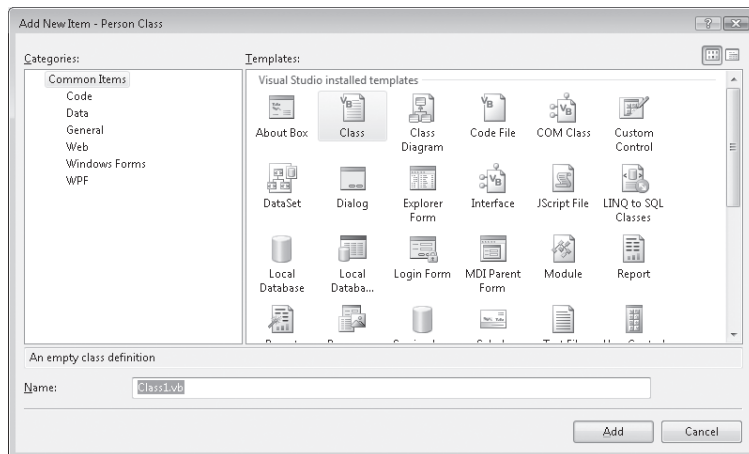 Add New Item - Person Class
Categories:
Templates:
Common Items
Code
Data
General
Web
Windows Forms
WPF
Visual Studio installed templates
About Box
Class
Class Diagram
Code File
COM Class
Custom Control
DataSet
Dialog
Explorer Form
Interface
JScript File
LINQ to SQL Classes
Local Database
Local Databa...
Login Form
MDI Parent Form
Module
Report
An empty class definition
Name:
Class1.vb
Add
Cancel